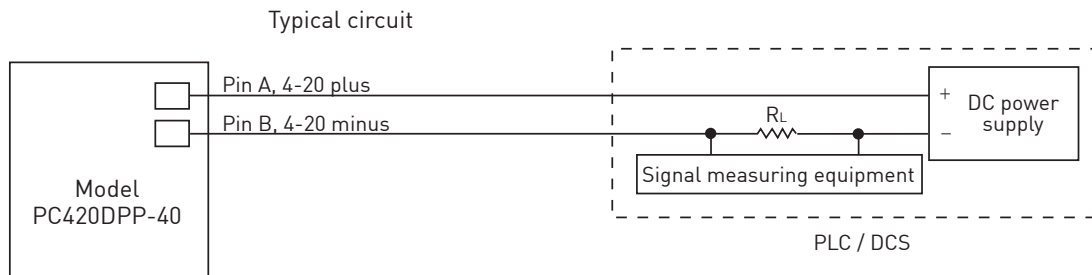 Typical circuit
Pin A, 4-20 plus
Pin B, 4-20 minus
Model
PC420DPP-40
RL
+
−
DC power
supply
Signal measuring equipment
PLC / DCS